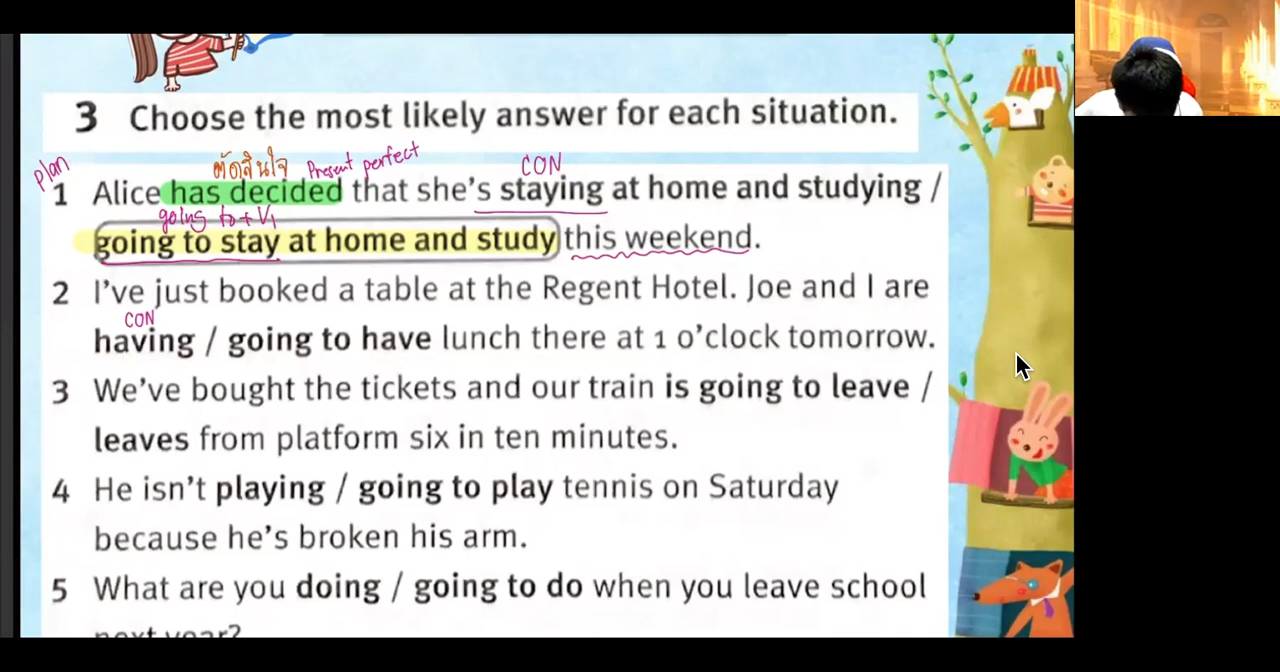 3 Choose the most likely answer for each situation.
plan
ตัดสินใจ Present perfect CON
1 Alice has decided that she's staying at home and studying /
going to + V1
going to stay at home and study this weekend.
2 I've just booked a table at the Regent Hotel. Joe and I are
CON
having / going to have lunch there at 1 o'clock tomorrow.
3 We've bought the tickets and our train is going to leave /
leaves from platform six in ten minutes.
4 He isn't playing / going to play tennis on Saturday
because he's broken his arm.
5 What are you doing / going to do when you leave school
next year?